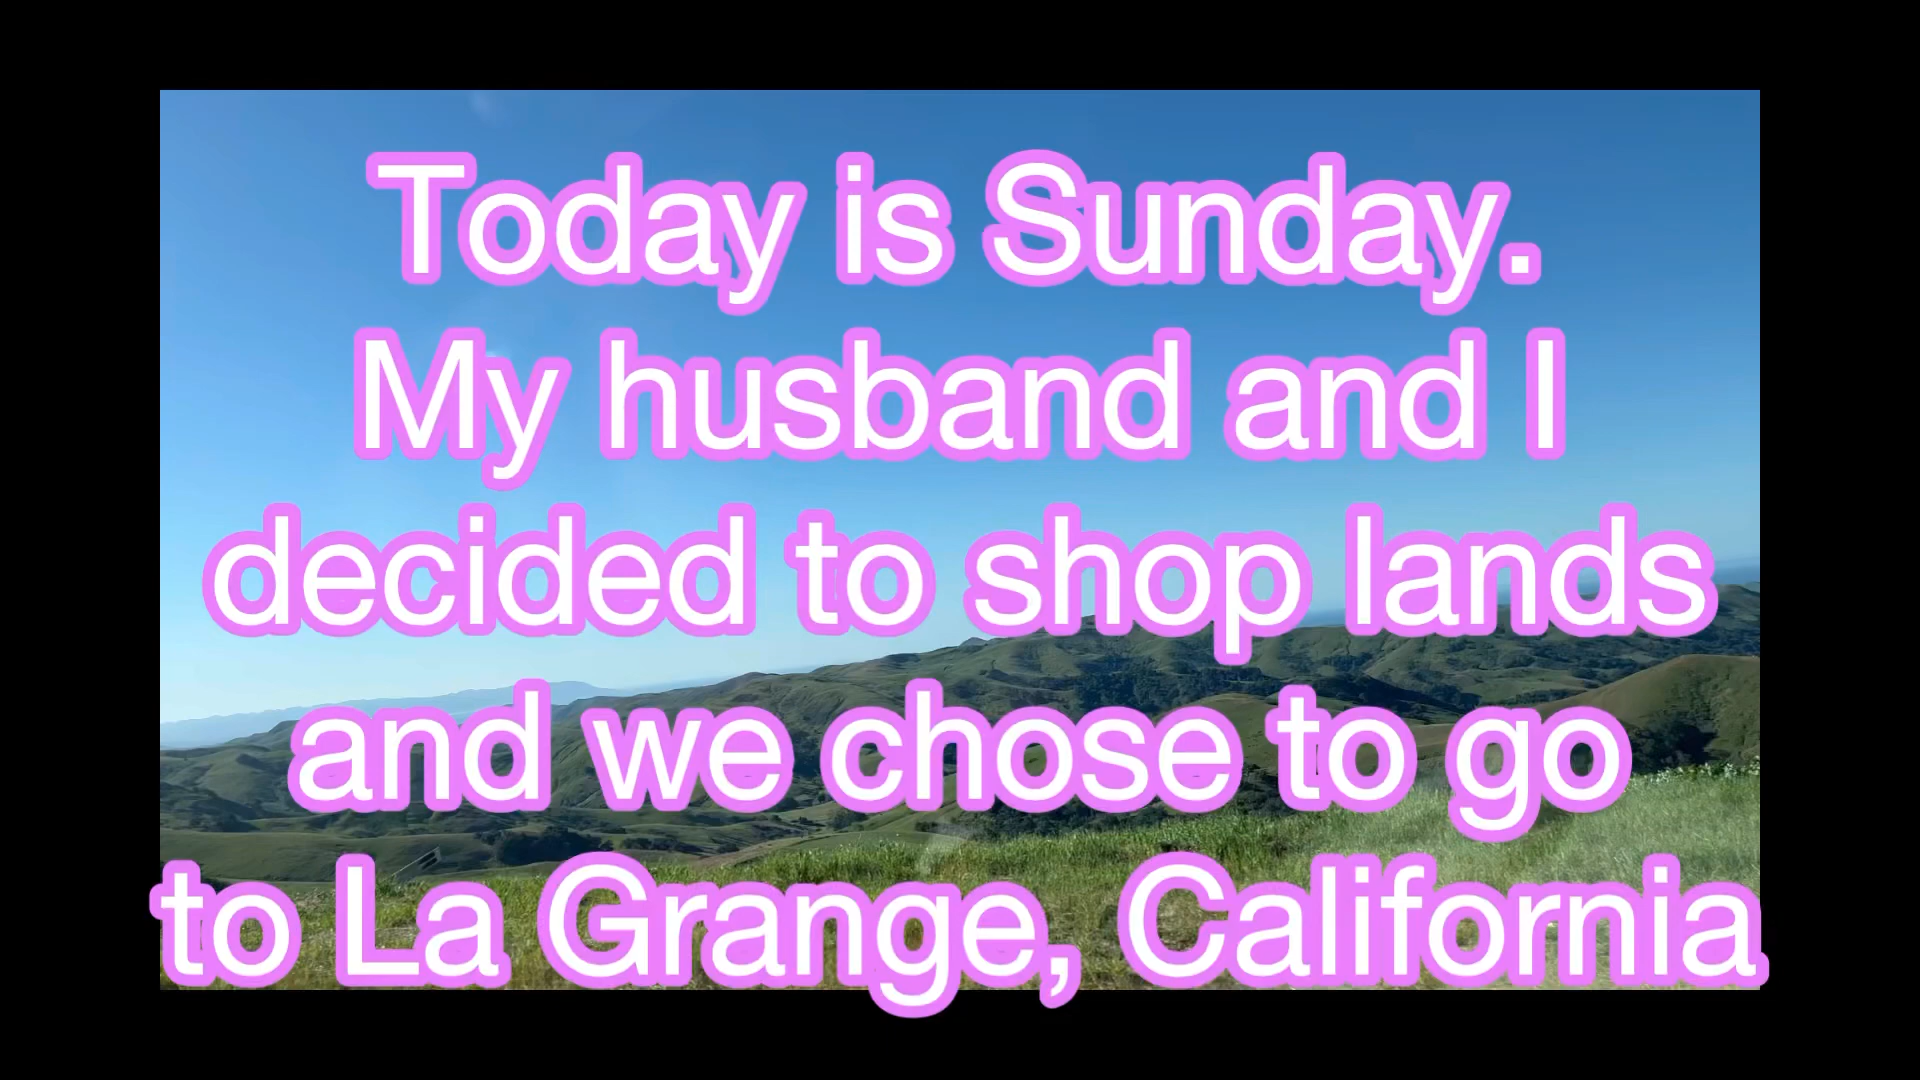 Today is Sunday.
My husband and I
decided to shop lands
and we chose to go
to La Grange, California